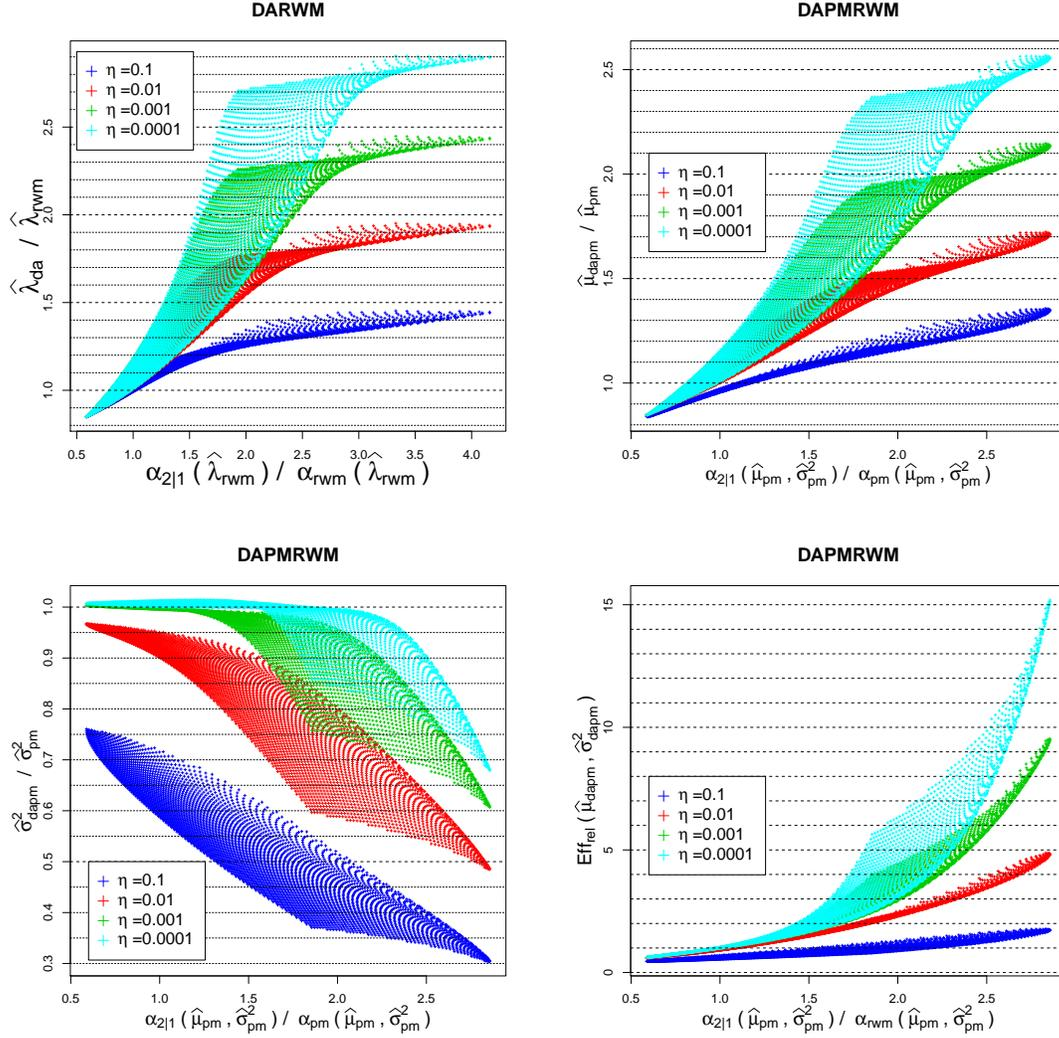 DARWM
η =0.1
η =0.01
η =0.001
η =0.0001
λ̂da / λ̂rwm
1.0 1.5 2.0 2.5
0.5 1.0 1.5 2.0 2.5 3.0 3.5 4.0
α2|1 ( λ̂rwm ) / αrwm ( λ̂rwm )
DAPMRWM
η =0.1
η =0.01
η =0.001
η =0.0001
μ̂dapm / μ̂pm
1.0 1.5 2.0 2.5
0.5 1.0 1.5 2.0 2.5
α2|1 ( μ̂pm , σ̂²pm ) / αpm ( μ̂pm , σ̂²pm )
DAPMRWM
η =0.1
η =0.01
η =0.001
η =0.0001
σ̂²dapm / σ̂²pm
0.3 0.4 0.5 0.6 0.7 0.8 0.9 1.0
0.5 1.0 1.5 2.0 2.5
α2|1 ( μ̂pm , σ̂²pm ) / αpm ( μ̂pm , σ̂²pm )
DAPMRWM
η =0.1
η =0.01
η =0.001
η =0.0001
Effrel ( μ̂dapm , σ̂²dapm )
0 5 10 15
0.5 1.0 1.5 2.0 2.5
α2|1 ( μ̂pm , σ̂²pm ) / αrwm ( μ̂pm , σ̂²pm )